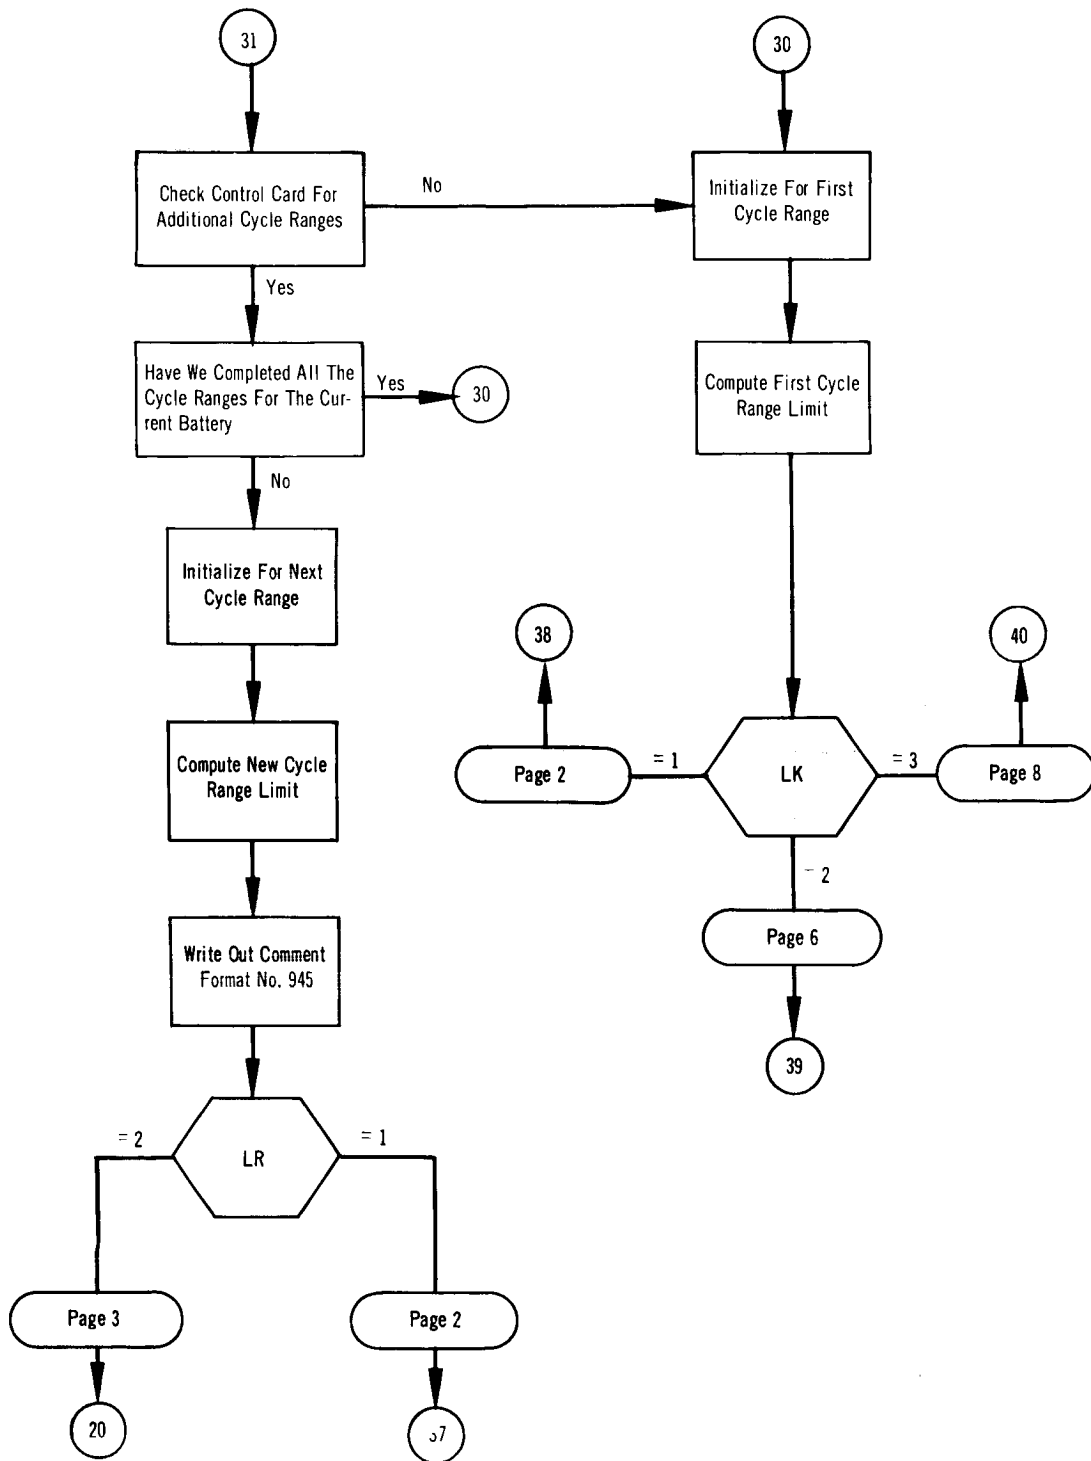 31
30
Check Control Card For
Additional Cycle Ranges
No
Initialize For First
Cycle Range
Yes
Have We Completed All The
Cycle Ranges For The Cur-
rent Battery
Yes
30
Compute First Cycle
Range Limit
No
Initialize For Next
Cycle Range
38
40
Compute New Cycle
Range Limit
Page 2
= 1
LK
= 3
Page 8
= 2
Page 6
Write Out Comment
Format No. 945
39
= 2
LR
= 1
Page 3
Page 2
20